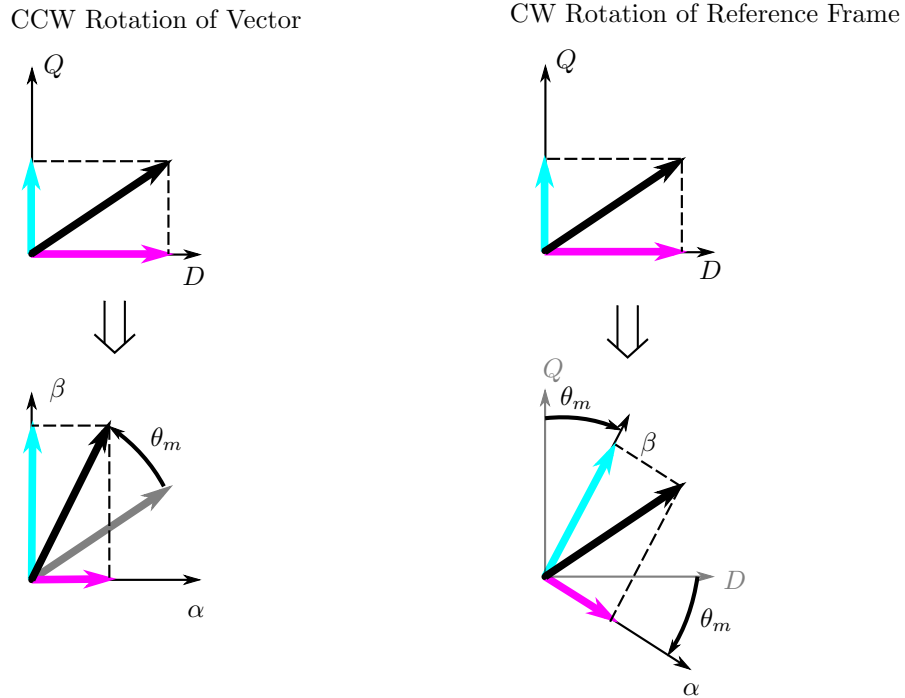 CCW Rotation of Vector
Q
D
β
θm
α
CW Rotation of Reference Frame
Q
D
Q
θm
β
D
θm
α